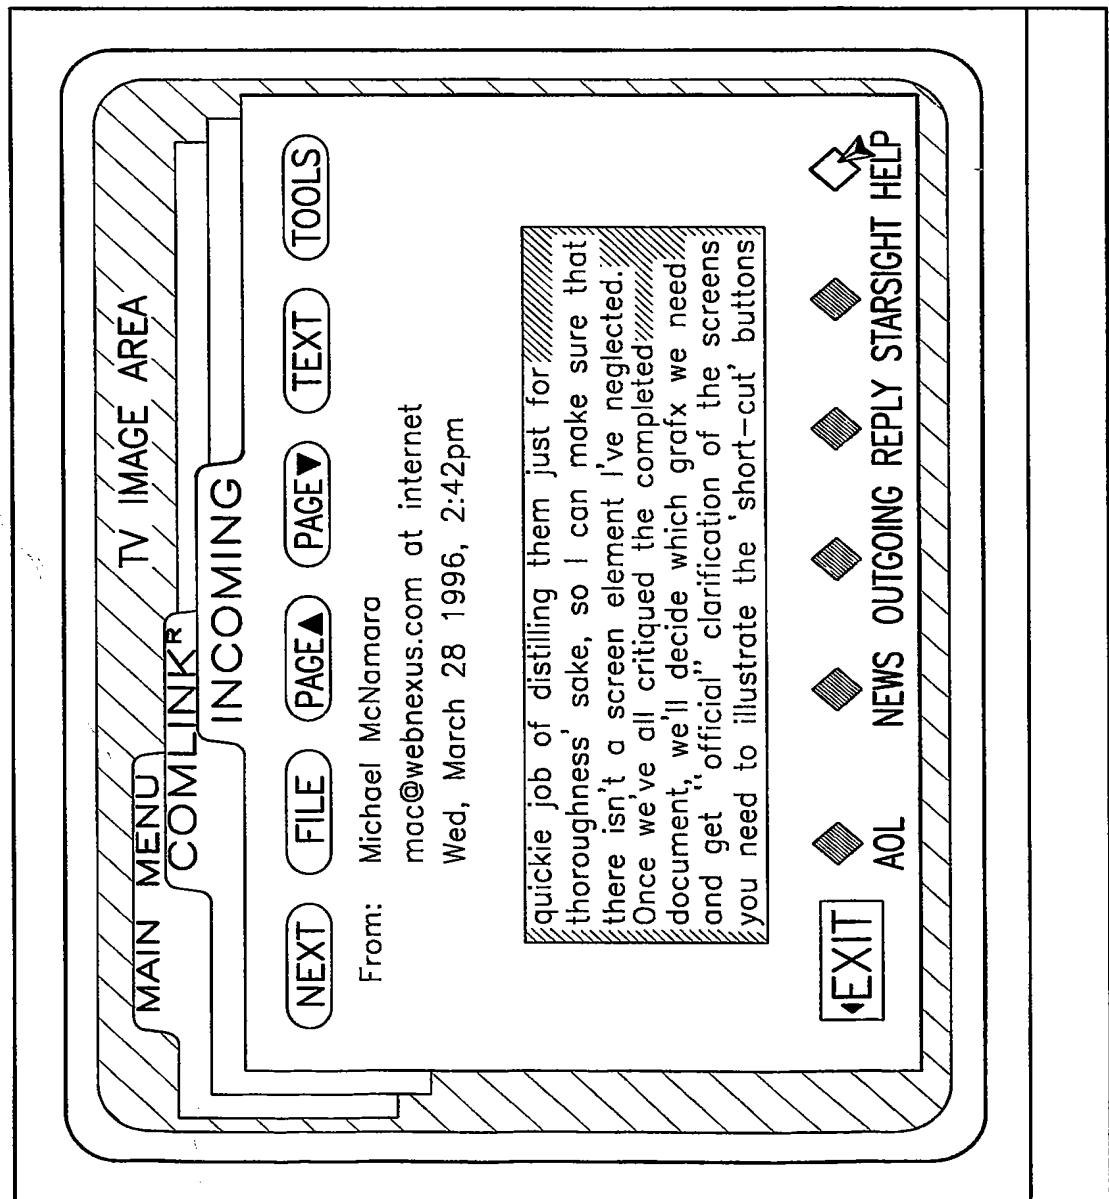 TV IMAGE AREA
MAIN MENU
COMLINK R
INCOMING
NEXT FILE PAGE▲ PAGE▼ TEXT TOOLS
From: Michael McNamara
mac@webnexus.com at internet
Wed, March 28 1996, 2:42pm
quickie job of distilling them just for
thoroughness' sake, so I can make sure that
there isn't a screen element I've neglected.
Once we've all critiqued the completed
document, we'll decide which grafx we need
and get "official" clarification of the screens
you need to illustrate the 'short-cut' buttons
◀EXIT AOL NEWS OUTGOING REPLY STARSIGHT HELP